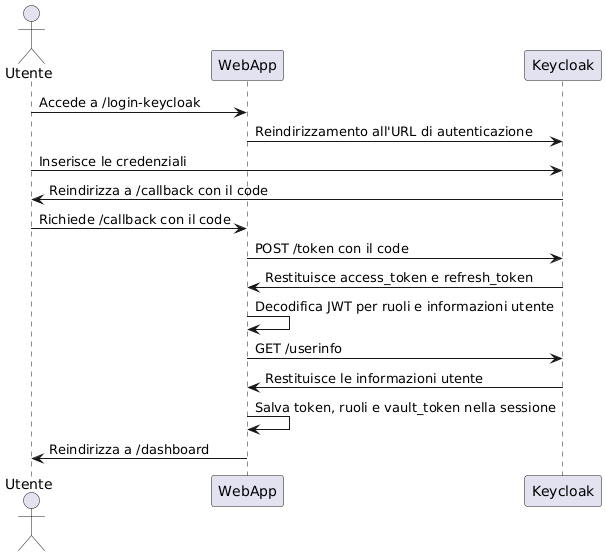 Utente
WebApp
Keycloak
Accede a /login-keycloak
Reindirizzamento all'URL di autenticazione
Inserisce le credenziali
Reindirizza a /callback con il code
Richiede /callback con il code
POST /token con il code
Restituisce access_token e refresh_token
Decodifica JWT per ruoli e informazioni utente
GET /userinfo
Restituisce le informazioni utente
Salva token, ruoli e vault_token nella sessione
Reindirizza a /dashboard
Utente
WebApp
Keycloak